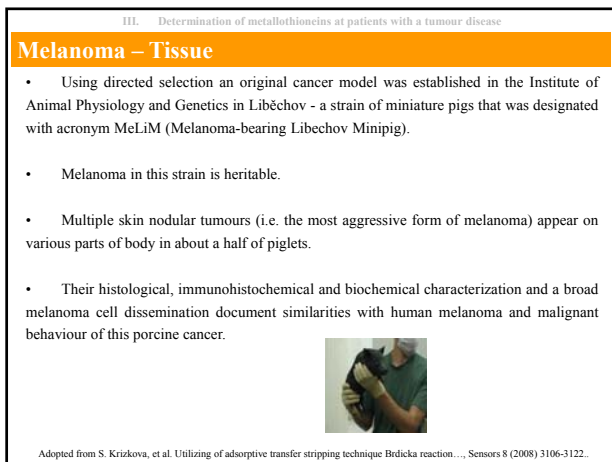 III. Determination of metallothioneins at patients with a tumour disease
Melanoma – Tissue
• Using directed selection an original cancer model was established in the Institute of
Animal Physiology and Genetics in Liběchov - a strain of miniature pigs that was designated
with acronym MeLiM (Melanoma-bearing Libechov Minipig).
• Melanoma in this strain is heritable.
• Multiple skin nodular tumours (i.e. the most aggressive form of melanoma) appear on
various parts of body in about a half of piglets.
• Their histological, immunohistochemical and biochemical characterization and a broad
melanoma cell dissemination document similarities with human melanoma and malignant
behaviour of this porcine cancer.
Adopted from S. Krizkova, et al. Utilizing of adsorptive transfer stripping technique Brdicka reaction…, Sensors 8 (2008) 3106-3122..